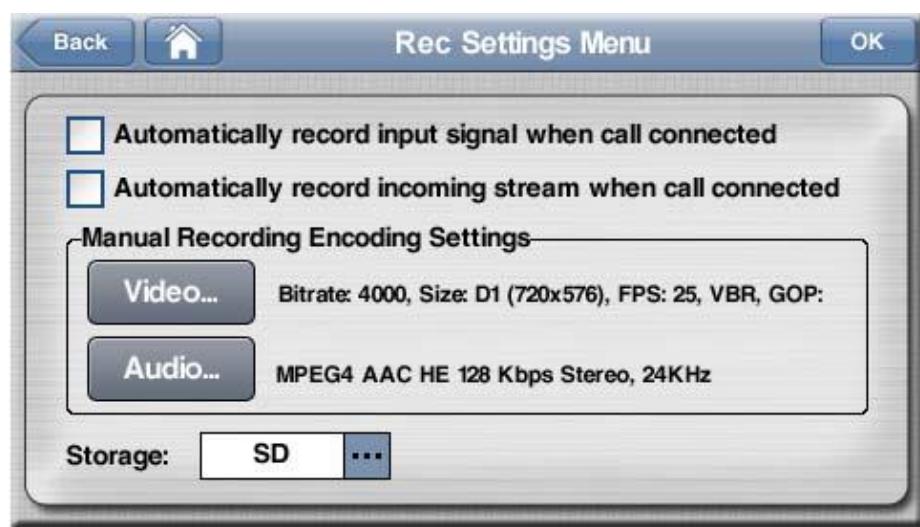 Back
Rec Settings Menu
OK
Automatically record input signal when call connected
Automatically record incoming stream when call connected
Manual Recording Encoding Settings
Video...
Bitrate: 4000, Size: D1 (720x576), FPS: 25, VBR, GOP:
Audio...
MPEG4 AAC HE 128 Kbps Stereo, 24KHz
Storage:
SD
...